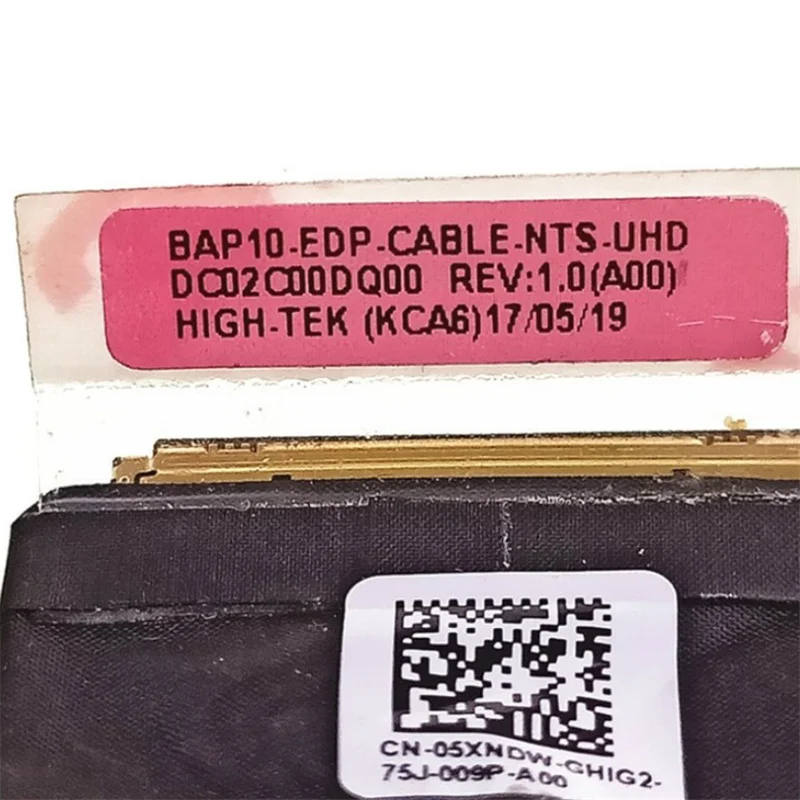 BAP10-EDP-CABLE-NTS-UHD
DC02C00DQ00 REV:1.0(A00)
HIGH-TEK (KCA6)17/05/19
CN-05XNDW-GHIG2-
75J-009P-A00